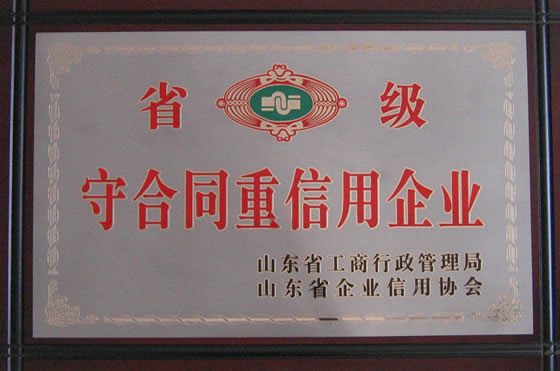 省 级
守合同重信用企业
山东省工商行政管理局
山东省企业信用协会